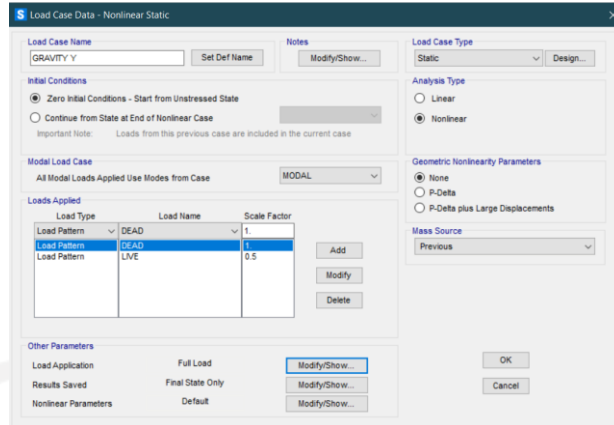 Load Case Data - Nonlinear Static
Load Case Name
GRAVITY Y
Set Def Name
Notes
Modify/Show...
Load Case Type
Static
Design...
Initial Conditions
Zero Initial Conditions - Start from Unstressed State
Continue from State at End of Nonlinear Case
Important Note: Loads from this previous case are included in the current case
Analysis Type
Linear
Nonlinear
Modal Load Case
All Modal Loads Applied Use Modes from Case
MODAL
Geometric Nonlinearity Parameters
None
P-Delta
P-Delta plus Large Displacements
Loads Applied
Load Type Load Name Scale Factor
Load Pattern DEAD 1.
Load Pattern DEAD 1.
Load Pattern LIVE 0.5
Add
Modify
Delete
Mass Source
Previous
Other Parameters
Load Application Full Load Modify/Show...
Results Saved Final State Only Modify/Show...
Nonlinear Parameters Default Modify/Show...
OK
Cancel